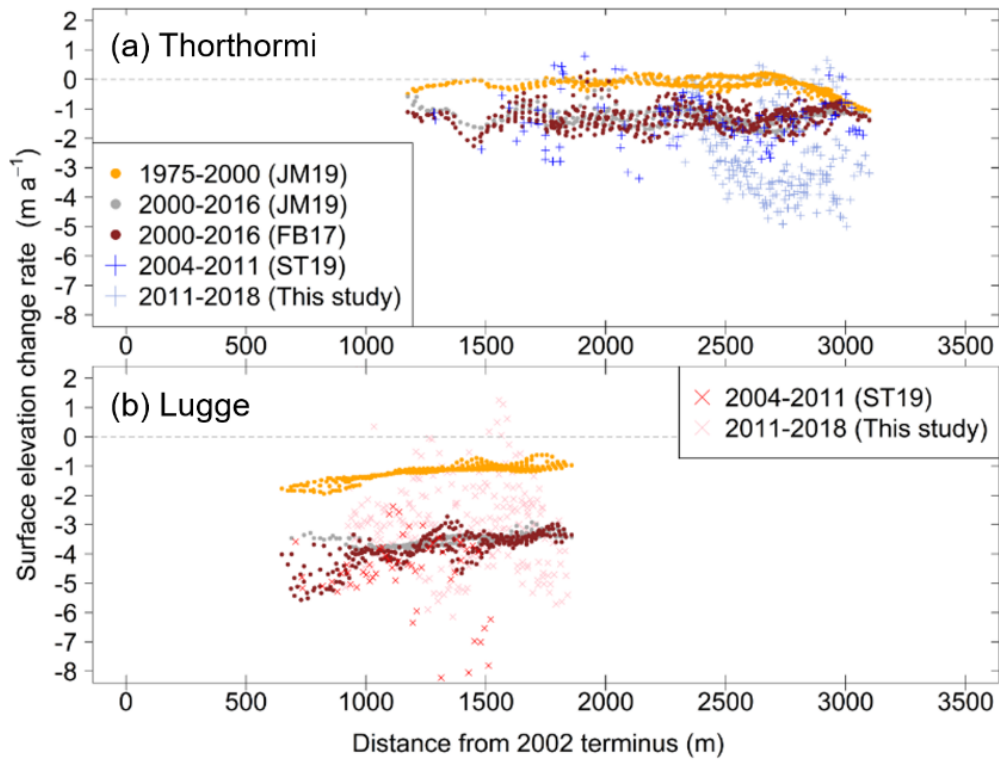 2
(a) Thorthormi
1
0
-1
-2
-3
1975-2000 (JM19)
-4
2000-2016 (JM19)
-5
2000-2016 (FB17)
-6
2004-2011 (ST19)
-7
2011-2018 (This study)
-8
0 500 1000 1500 2000 2500 3000 3500
Surface elevation change rate (m a⁻¹)
2
(b) Lugge
2004-2011 (ST19)
1
2011-2018 (This study)
0
-1
-2
-3
-4
-5
-6
-7
-8
0 500 1000 1500 2000 2500 3000 3500
Distance from 2002 terminus (m)